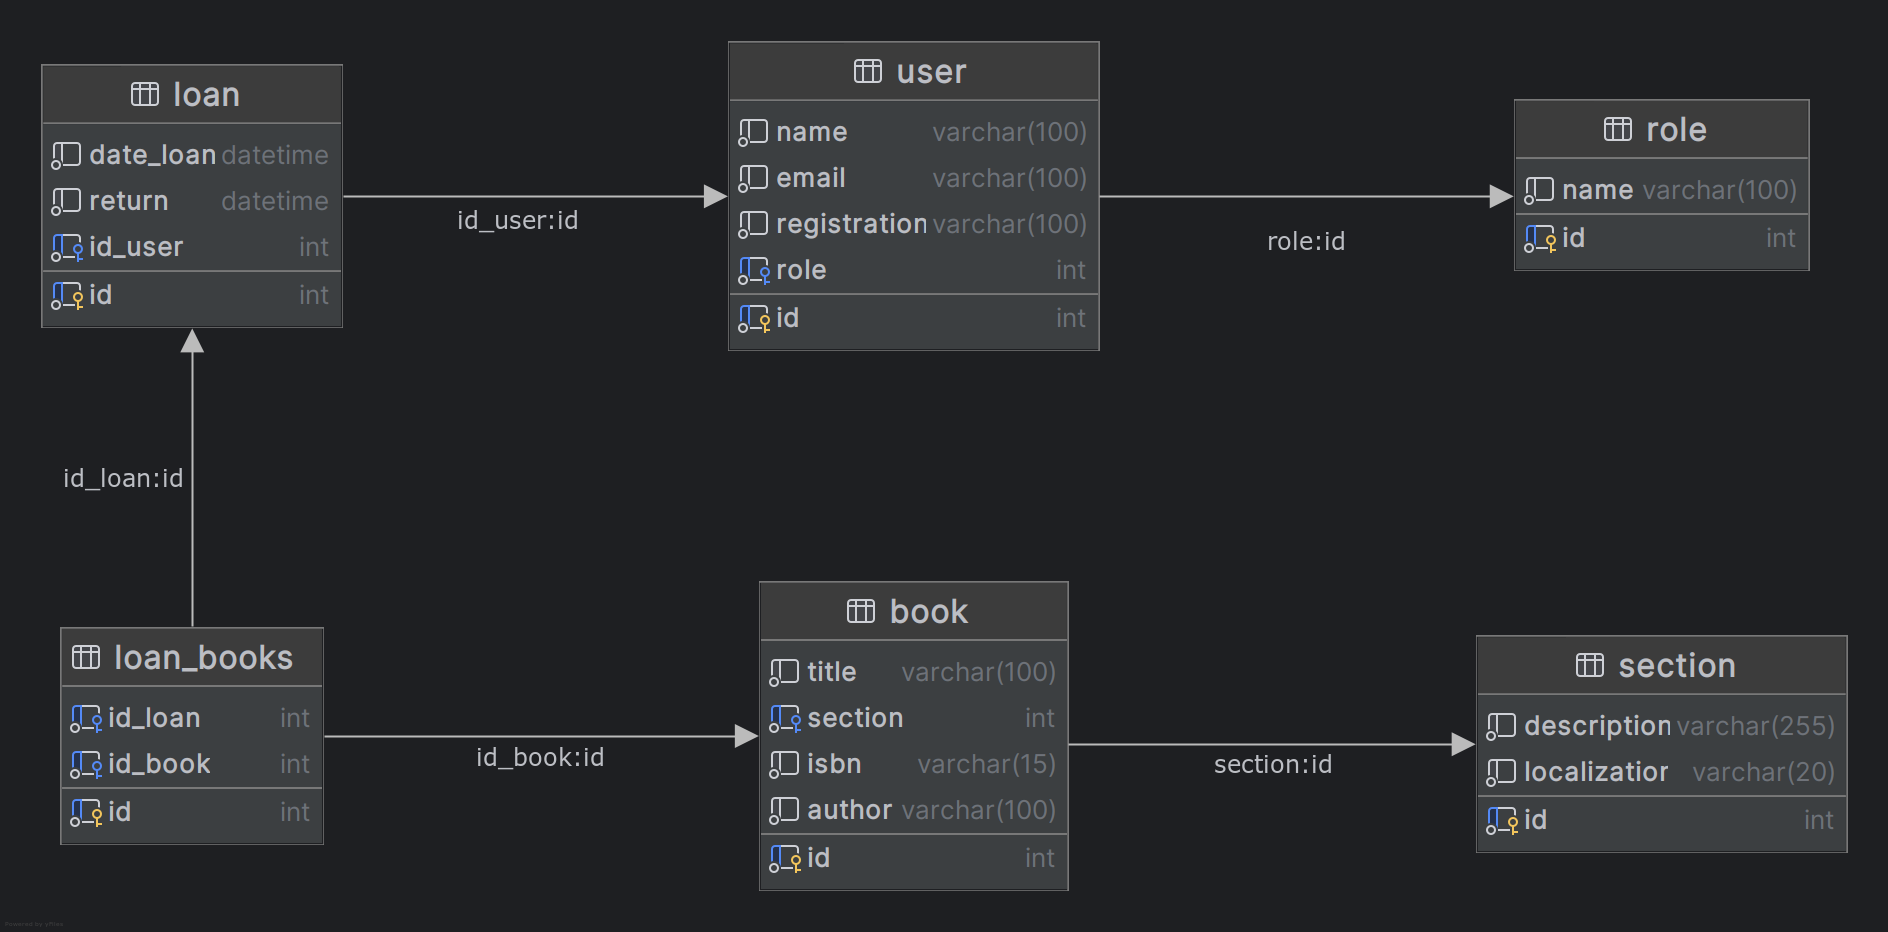 loan
date_loan datetime
return datetime
id_user int
id int
user
name varchar(100)
email varchar(100)
registration varchar(100)
role int
id int
role
name varchar(100)
id int
id_user:id
role:id
id_loan:id
loan_books
id_loan int
id_book int
id int
book
title varchar(100)
section int
isbn varchar(15)
author varchar(100)
id int
section
description varchar(255)
localization varchar(20)
id int
id_book:id
section:id